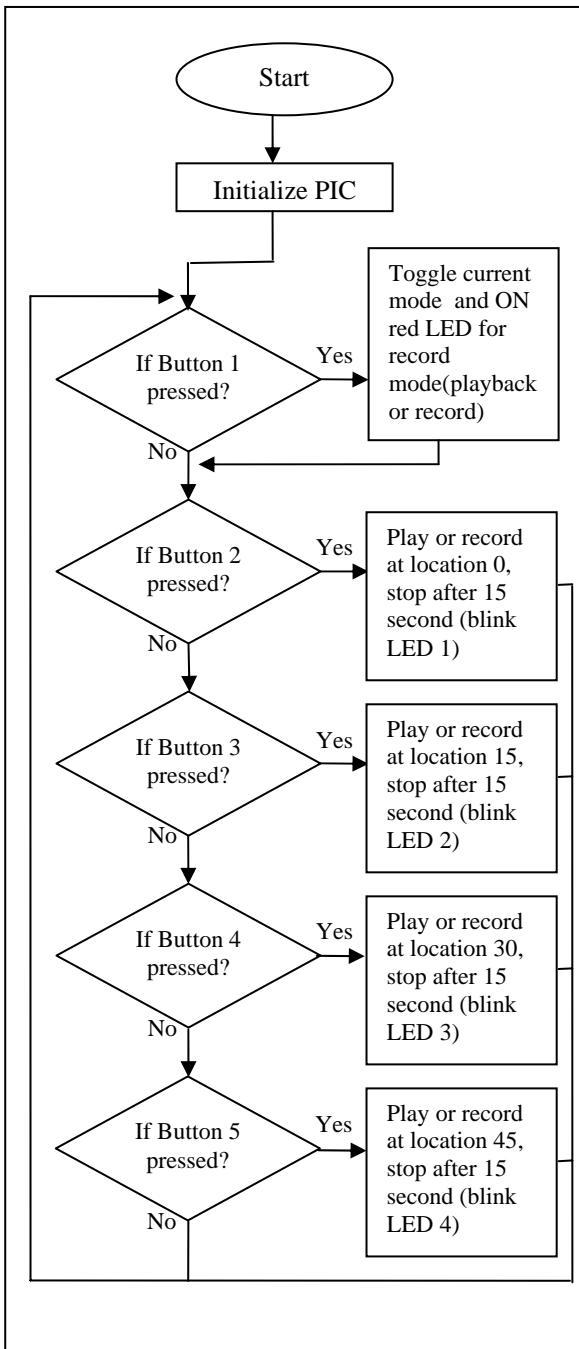 Start
Initialize PIC
Toggle current
mode and ON
red LED for
record
mode(playback
or record)
If Button 1
pressed?
Yes
No
If Button 2
pressed?
Yes
Play or record
at location 0,
stop after 15
second (blink
LED 1)
No
If Button 3
pressed?
Yes
Play or record
at location 15,
stop after 15
second (blink
LED 2)
No
If Button 4
pressed?
Yes
Play or record
at location 30,
stop after 15
second (blink
LED 3)
No
If Button 5
pressed?
Yes
Play or record
at location 45,
stop after 15
second (blink
LED 4)
No